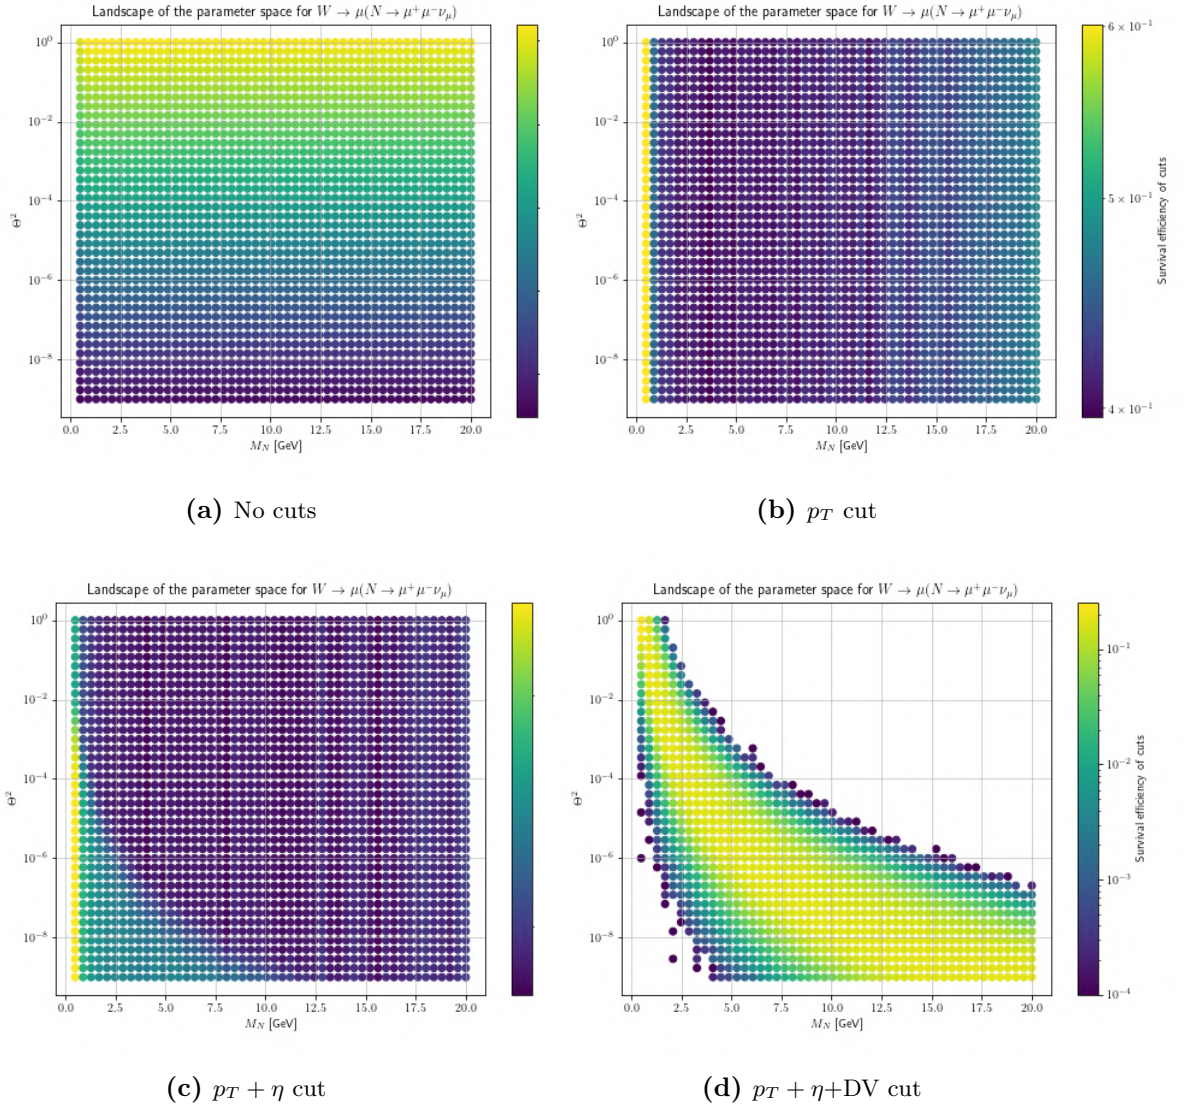 Landscape of the parameter space for W → μ(N → μ⁺μ⁻ν_μ)
Θ²
10⁰
10⁻²
10⁻⁴
10⁻⁶
10⁻⁸
0.0 2.5 5.0 7.5 10.0 12.5 15.0 17.5 20.0
M_N [GeV]
(a) No cuts
Landscape of the parameter space for W → μ(N → μ⁺μ⁻ν_μ)
Θ²
10⁰
10⁻²
10⁻⁴
10⁻⁶
10⁻⁸
0.0 2.5 5.0 7.5 10.0 12.5 15.0 17.5 20.0
M_N [GeV]
6 × 10⁻¹
5 × 10⁻¹
4 × 10⁻¹
Survival efficiency of cuts
(b) p_T cut
Landscape of the parameter space for W → μ(N → μ⁺μ⁻ν_μ)
Θ²
10⁰
10⁻²
10⁻⁴
10⁻⁶
10⁻⁸
0.0 2.5 5.0 7.5 10.0 12.5 15.0 17.5 20.0
M_N [GeV]
(c) p_T + η cut
Landscape of the parameter space for W → μ(N → μ⁺μ⁻ν_μ)
Θ²
10⁰
10⁻²
10⁻⁴
10⁻⁶
10⁻⁸
0.0 2.5 5.0 7.5 10.0 12.5 15.0 17.5 20.0
M_N [GeV]
10⁻¹
10⁻²
10⁻³
10⁻⁴
Survival efficiency of cuts
(d) p_T + η+DV cut